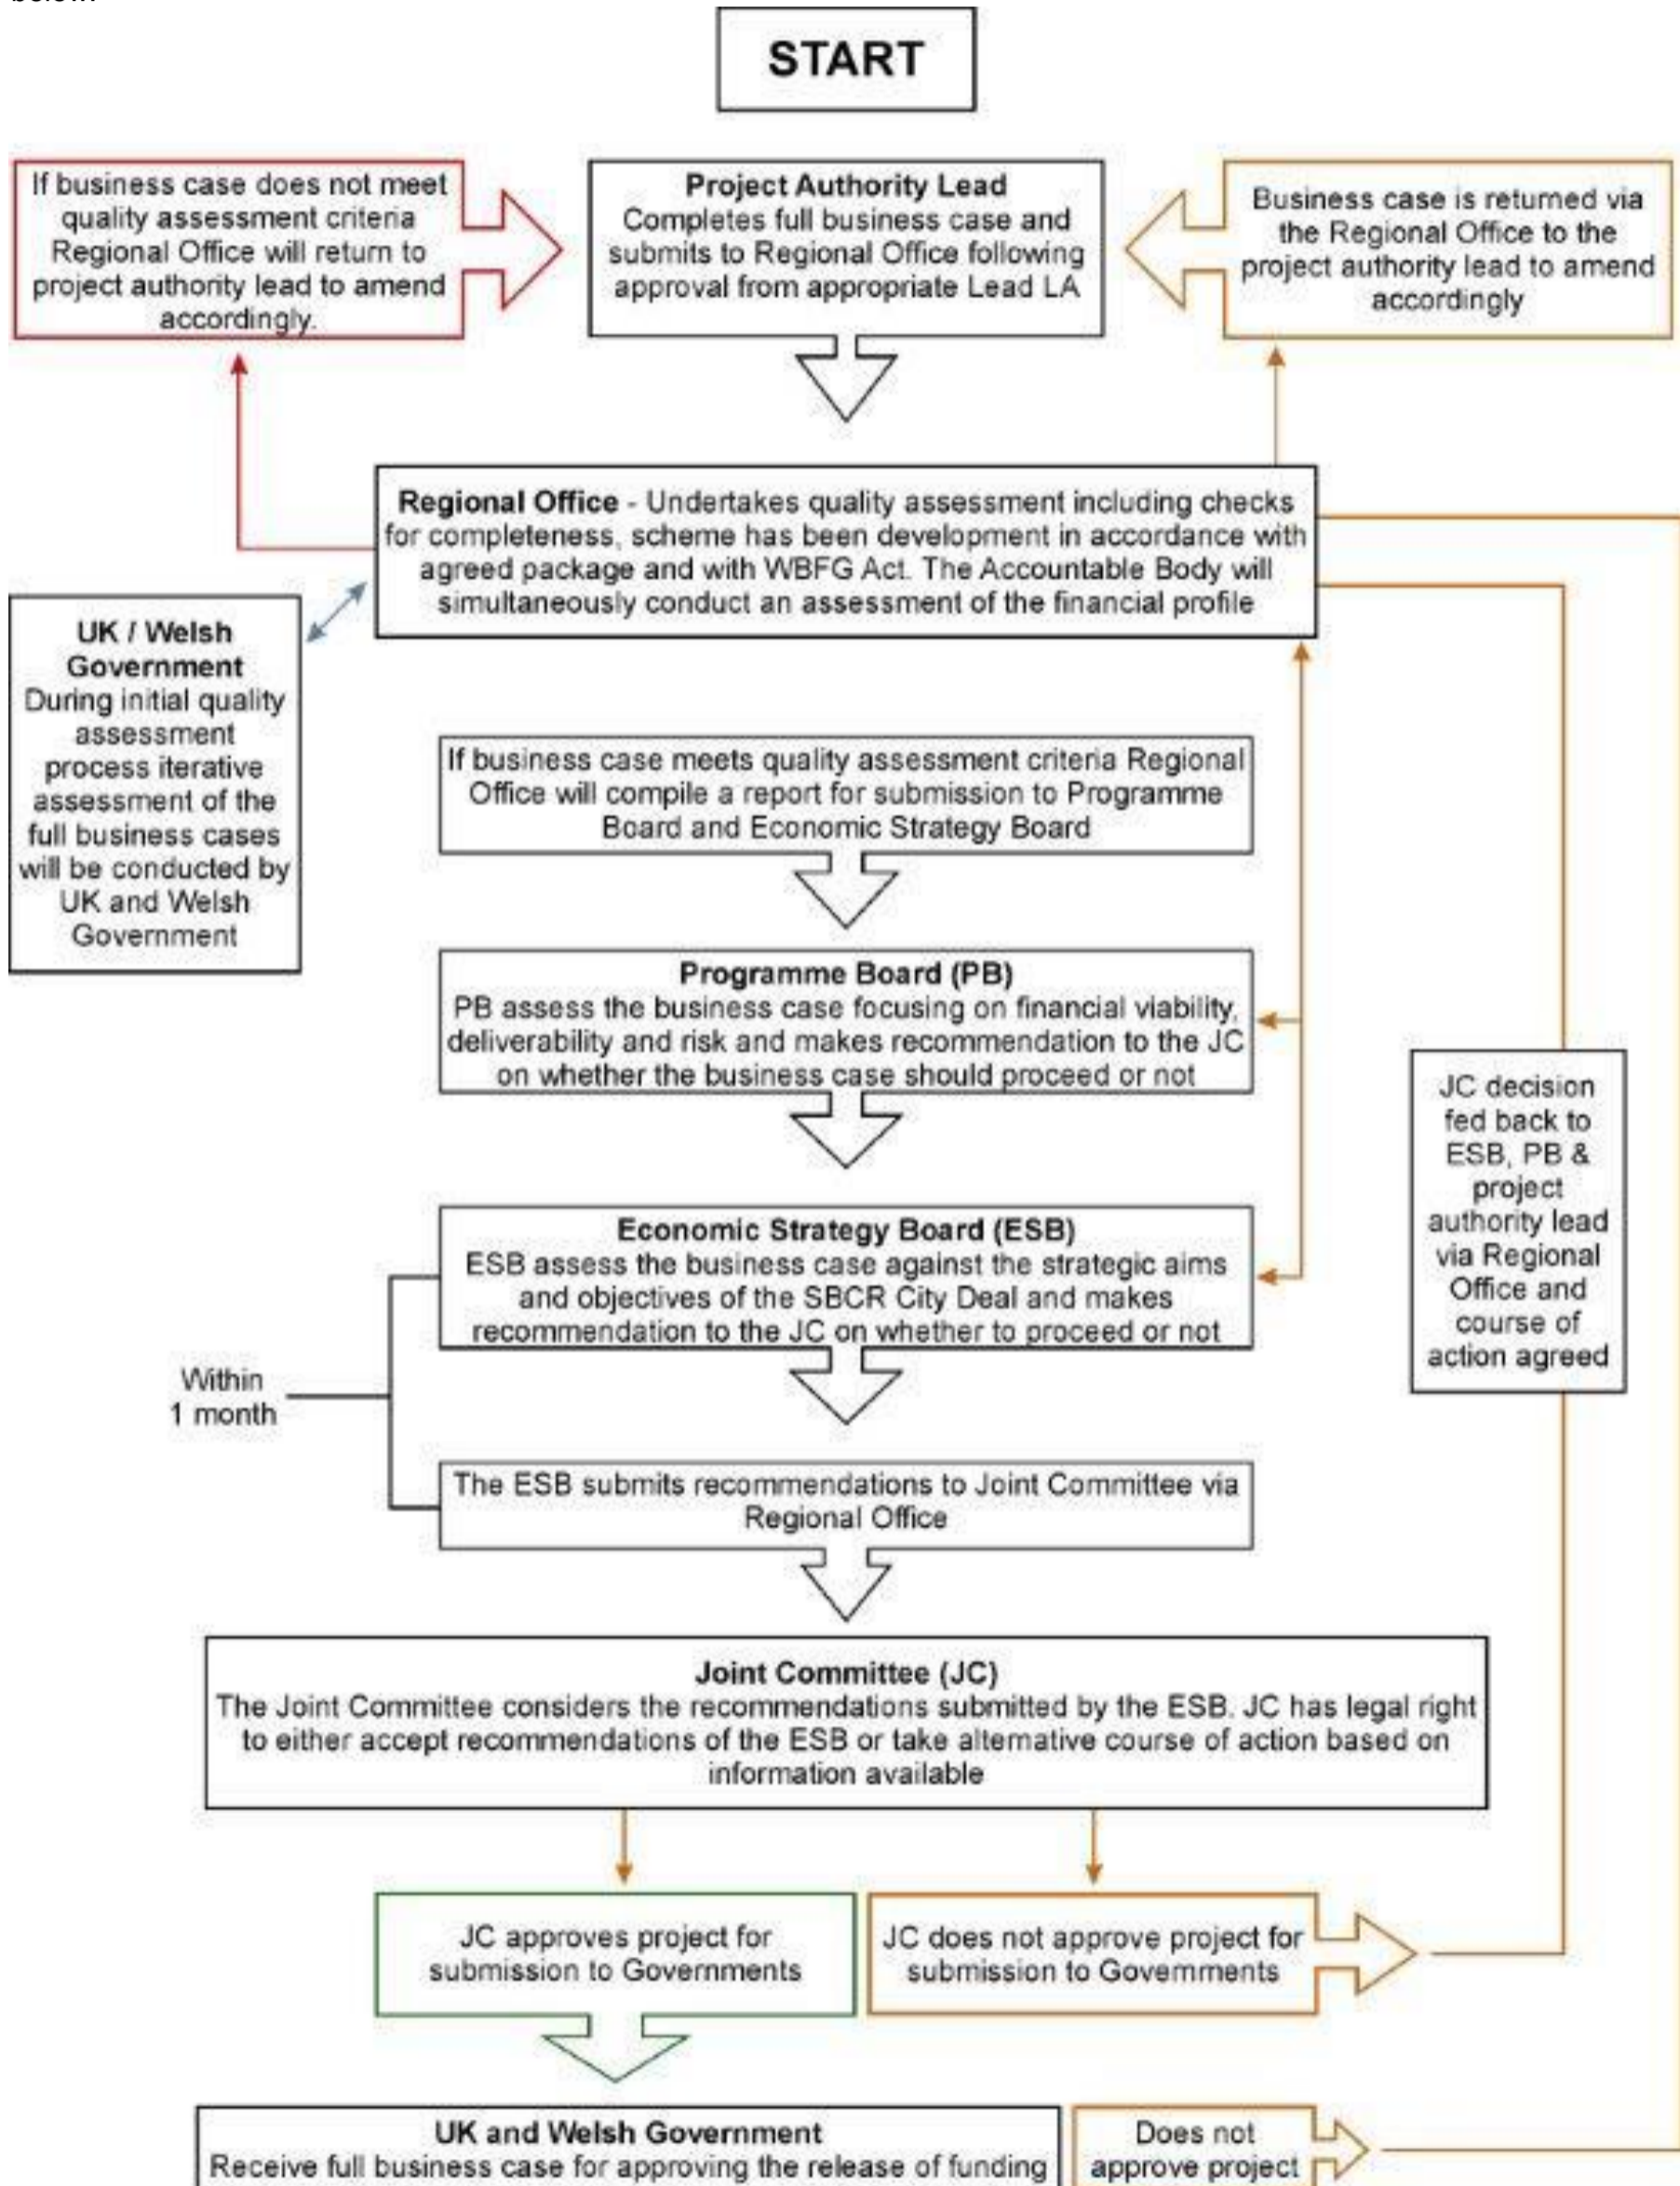 below.
START
If business case does not meet
quality assessment criteria
Regional Office will return to
project authority lead to amend
accordingly.
Project Authority Lead
Completes full business case and
submits to Regional Office following
approval from appropriate Lead LA
Business case is returned via
the Regional Office to the
project authority lead to amend
accordingly
Regional Office - Undertakes quality assessment including checks
for completeness, scheme has been development in accordance with
agreed package and with WBFG Act. The Accountable Body will
simultaneously conduct an assessment of the financial profile
UK / Welsh
Government
During initial quality
assessment
process iterative
assessment of the
full business cases
will be conducted by
UK and Welsh
Government
If business case meets quality assessment criteria Regional
Office will compile a report for submission to Programme
Board and Economic Strategy Board
Programme Board (PB)
PB assess the business case focusing on financial viability,
deliverability and risk and makes recommendation to the JC
on whether the business case should proceed or not
JC decision
fed back to
ESB, PB &
project
authority lead
via Regional
Office and
course of
action agreed
Economic Strategy Board (ESB)
ESB assess the business case against the strategic aims
and objectives of the SBCR City Deal and makes
recommendation to the JC on whether to proceed or not
Within
1 month
The ESB submits recommendations to Joint Committee via
Regional Office
Joint Committee (JC)
The Joint Committee considers the recommendations submitted by the ESB. JC has legal right
to either accept recommendations of the ESB or take alternative course of action based on
information available
JC approves project for
submission to Governments
JC does not approve project for
submission to Governments
UK and Welsh Government
Receive full business case for approving the release of funding
Does not
approve project